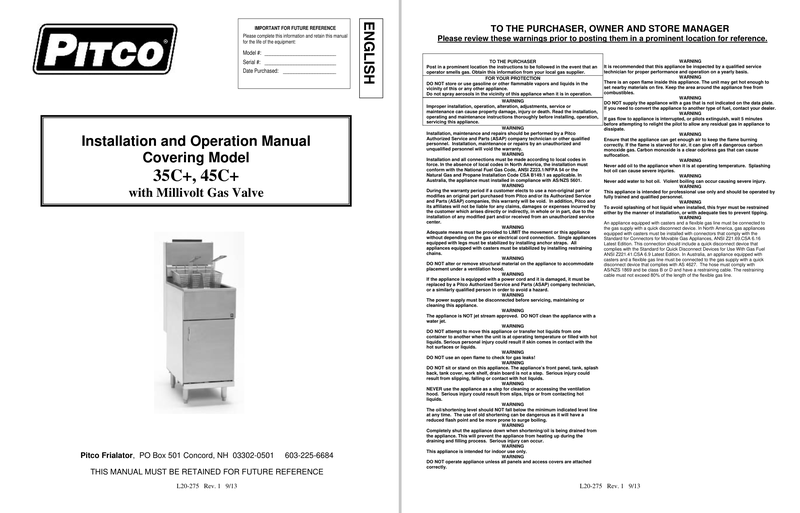 PITCO®
IMPORTANT FOR FUTURE REFERENCE
Please complete this information and retain this manual
for the life of the equipment:
Model #:
Serial #:
Date Purchased:
ENGLISH
Installation and Operation Manual
Covering Model
35C+, 45C+
with Millivolt Gas Valve
Pitco Frialator, PO Box 501 Concord, NH 03302-0501 603-225-6684
THIS MANUAL MUST BE RETAINED FOR FUTURE REFERENCE
L20-275 Rev. 1 9/13
TO THE PURCHASER, OWNER AND STORE MANAGER
Please review these warnings prior to posting them in a prominent location for reference.
TO THE PURCHASER
Post in a prominent location the instructions to be followed in the event that an
operator smells gas. Obtain this information from your local gas supplier.
FOR YOUR PROTECTION
DO NOT store or use gasoline or other flammable vapors and liquids in the
vicinity of this or any other appliance.
Do not spray aerosols in the vicinity of this appliance when it is in operation.
WARNING
Improper installation, operation, alteration, adjustments, service or
maintenance can cause property damage, injury or death. Read the installation,
operating and maintenance instructions thoroughly before installing, operation,
servicing this appliance.
WARNING
Installation, maintenance and repairs should be performed by a Pitco
Authorized Service and Parts (ASAP) company technician or other qualified
personnel. Installation, maintenance or repairs by an unauthorized and
unqualified personnel will void the warranty.
WARNING
Installation and all connections must be made according to local codes in
force. In the absence of local codes in North America, the installation must
conform with the National Fuel Gas Code, ANSI Z223.1/NFPA 54 or the
Natural Gas and Propane Installation Code CSA B149.1 as applicable. In
Australia, the appliance must installed in compliance with AS/NZS 5601.
WARNING
During the warranty period if a customer elects to use a non-original part or
modifies an original part purchased from Pitco and/or its Authorized Service
and Parts (ASAP) companies, this warranty will be void. In addition, Pitco and
its affiliates will not be liable for any claims, damages or expenses incurred by
the customer which arises directly or indirectly, in whole or in part, due to the
installation of any modified part and/or received from an unauthorized service
center.
WARNING
Adequate means must be provided to LIMIT the movement or this appliance
without depending on the gas or electrical cord connection. Single appliances
equipped with legs must be stabilized by installing anchor straps. All
appliances equipped with casters must be stabilized by installing restraining
chains.
WARNING
DO NOT alter or remove structural material on the appliance to accommodate
placement under a ventilation hood.
WARNING
If the appliance is equipped with a power cord and it is damaged, it must be
replaced by a Pitco Authorized Service and Parts (ASAP) company technician,
or a similarly qualified person in order to avoid a hazard.
WARNING
The power supply must be disconnected before servicing, maintaining or
cleaning this appliance.
WARNING
The appliance is NOT jet stream approved. DO NOT clean the appliance with a
water jet.
WARNING
DO NOT attempt to move this appliance or transfer hot liquids from one
container to another when the unit is at operating temperature or filled with hot
liquids. Serious personal injury could result if skin comes in contact with the
hot surfaces or liquids.
WARNING
DO NOT use an open flame to check for gas leaks!
WARNING
DO NOT sit or stand on this appliance. The appliance's front panel, tank, splash
back, tank cover, work shelf, drain board is not a step. Serious injury could
result from slipping, falling or contact with hot liquids.
WARNING
NEVER use the appliance as a step for cleaning or accessing the ventilation
hood. Serious injury could result from slips, trips or from contacting hot
liquids.
WARNING
The oil/shortening level should NOT fall below the minimum indicated level line
at any time. The use of old shortening can be dangerous as it will have a
reduced flash point and be more prone to surge boiling.
WARNING
Completely shut the appliance down when shortening/oil is being drained from
the appliance. This will prevent the appliance from heating up during the
draining and filling process. Serious injury can occur.
WARNING
This appliance is intended for indoor use only.
WARNING
DO NOT operate appliance unless all panels and access covers are attached
correctly.
WARNING
It is recommended that this appliance be inspected by a qualified service
technician for proper performance and operation on a yearly basis.
WARNING
There is an open flame inside this appliance. The unit may get hot enough to
set nearby materials on fire. Keep the area around the appliance free from
combustibles.
WARNING
DO NOT supply the appliance with a gas that is not indicated on the data plate.
If you need to convert the appliance to another type of fuel, contact your dealer.
WARNING
If gas flow to appliance is interrupted, or pilots extinguish, wait 5 minutes
before attempting to relight the pilot to allow any residual gas in appliance to
dissipate.
WARNING
Ensure that the appliance can get enough air to keep the flame burning
correctly. If the flame is starved for air, it can give off a dangerous carbon
monoxide gas. Carbon monoxide is a clear odorless gas that can cause
suffocation.
WARNING
Never add oil to the appliance when it is at operating temperature. Splashing
hot oil can cause severe injury.
WARNING
Never add water to hot oil. Violent boiling can occur causing severe injury.
WARNING
This appliance is intended for professional use only and should be operated by
fully trained and qualified personnel.
WARNING
To avoid splashing of hot liquid when installed, this fryer must be restrained
either by the manner of installation, or with adequate ties to prevent tipping.
WARNING
An appliance equipped with casters and a flexible gas line must be connected to
the gas supply with a quick disconnect device. In North America, gas appliances
equipped with casters must be installed with connectors that comply with the
Standard for Connectors for Movable Gas Appliances, ANSI Z21.69.CSA 6.16
Latest Edition. This connection should include a quick disconnect device that
complies with the Standard for Quick Disconnect Devices for Use With Gas Fuel
ANSI Z221.41.CSA 6.9 Latest Edition. In Australia, an appliance equipped with
casters and a flexible gas line must be connected to the gas supply with a quick
disconnect device that complies with AS 4627. The hose must comply with
AS/NZS 1869 and be class B or D and have a restraining cable. The restraining
cable must not exceed 80% of the length of the flexible gas line.
L20-275 Rev. 1 9/13